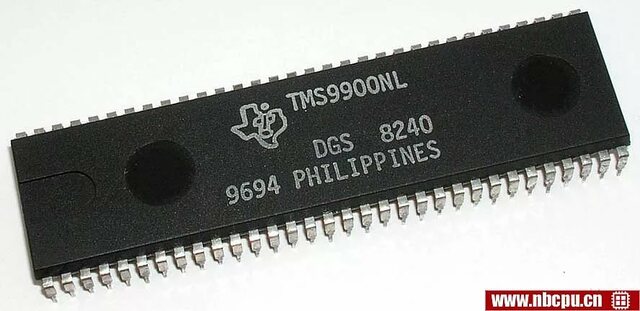 TMS9900NL
DGS 8240
9694 PHILIPPINES
www.nbcpu.cn